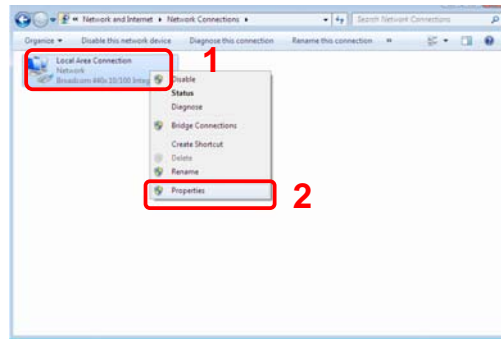 Network and Internet ▸ Network Connections ▸
Search Network Connections
Organize ▾ Disable this network device Diagnose this connection Rename this connection »
Local Area Connection
Network
Broadcom 440x 10/100 Integ
1
Disable
Status
Diagnose
Bridge Connections
Create Shortcut
Delete
Rename
Properties
2